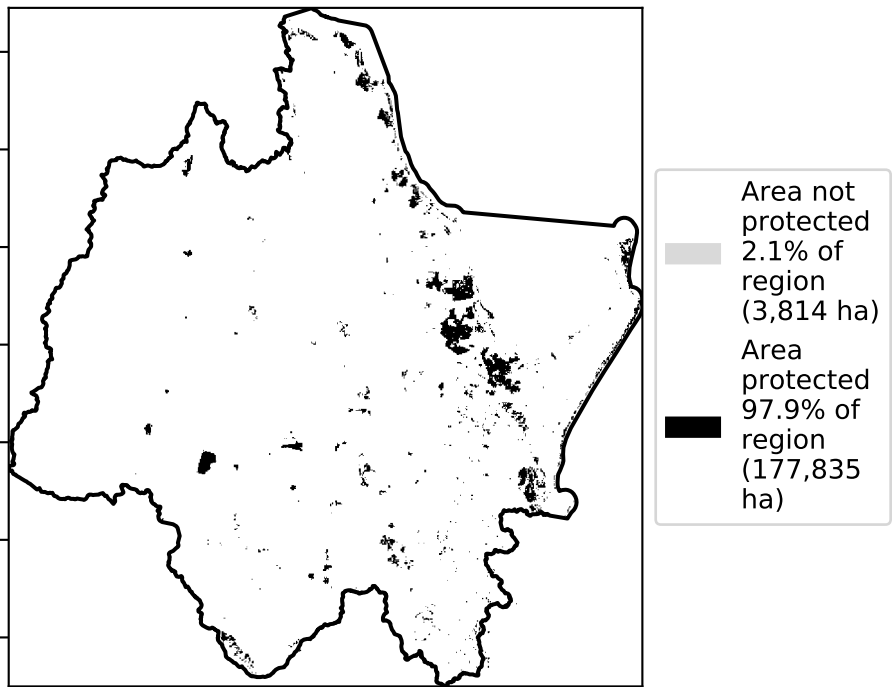 Area not
protected
2.1% of
region
(3,814 ha)
Area
protected
97.9% of
region
(177,835
ha)